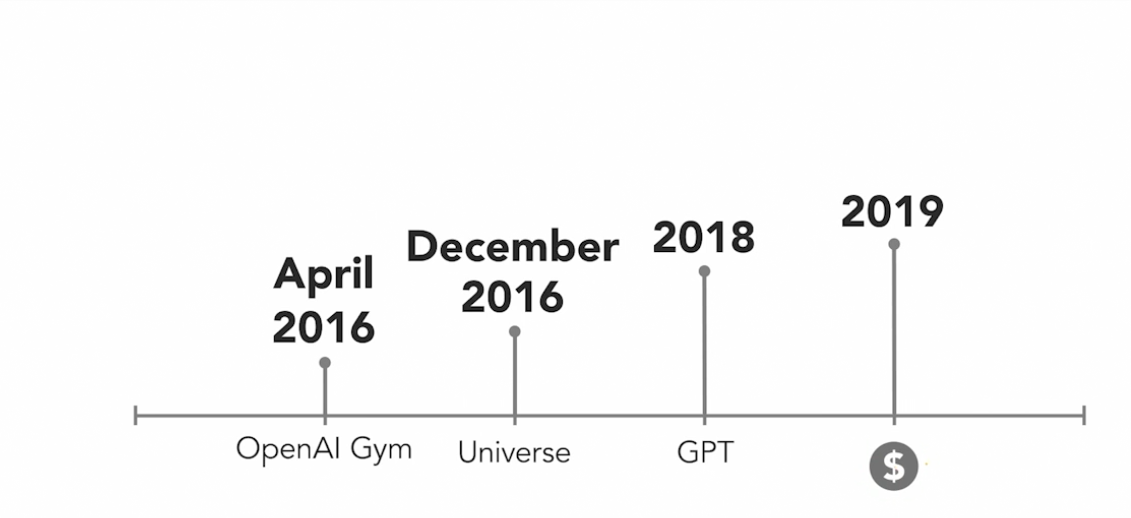 April
2016
December
2016
2018
2019
OpenAI Gym
Universe
GPT
$